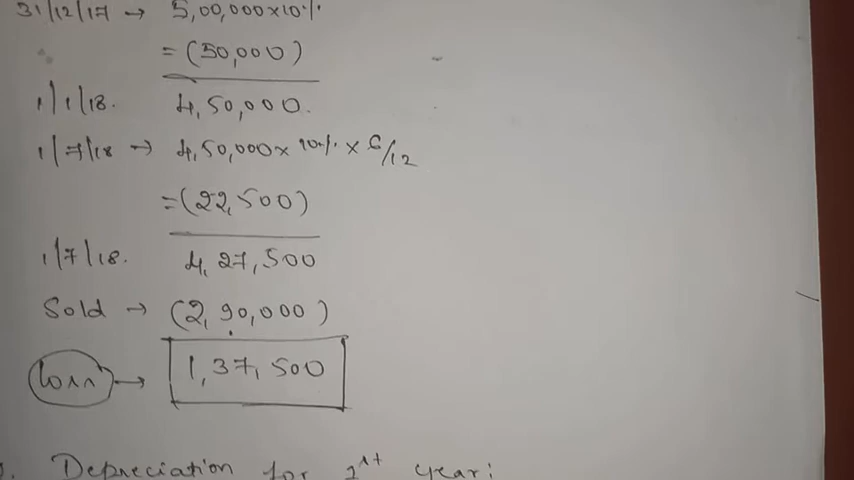 31/12/17 → 5,00,000×10%
= (50,000)
1/1/18. 4,50,000.
1/7/18 → 4,50,000 × 10% × 6/12
= (22,500)
1/7/18. 4,27,500
Sold → (2,90,000)
Loss → 1,37,500
Depreciation for 1st year: